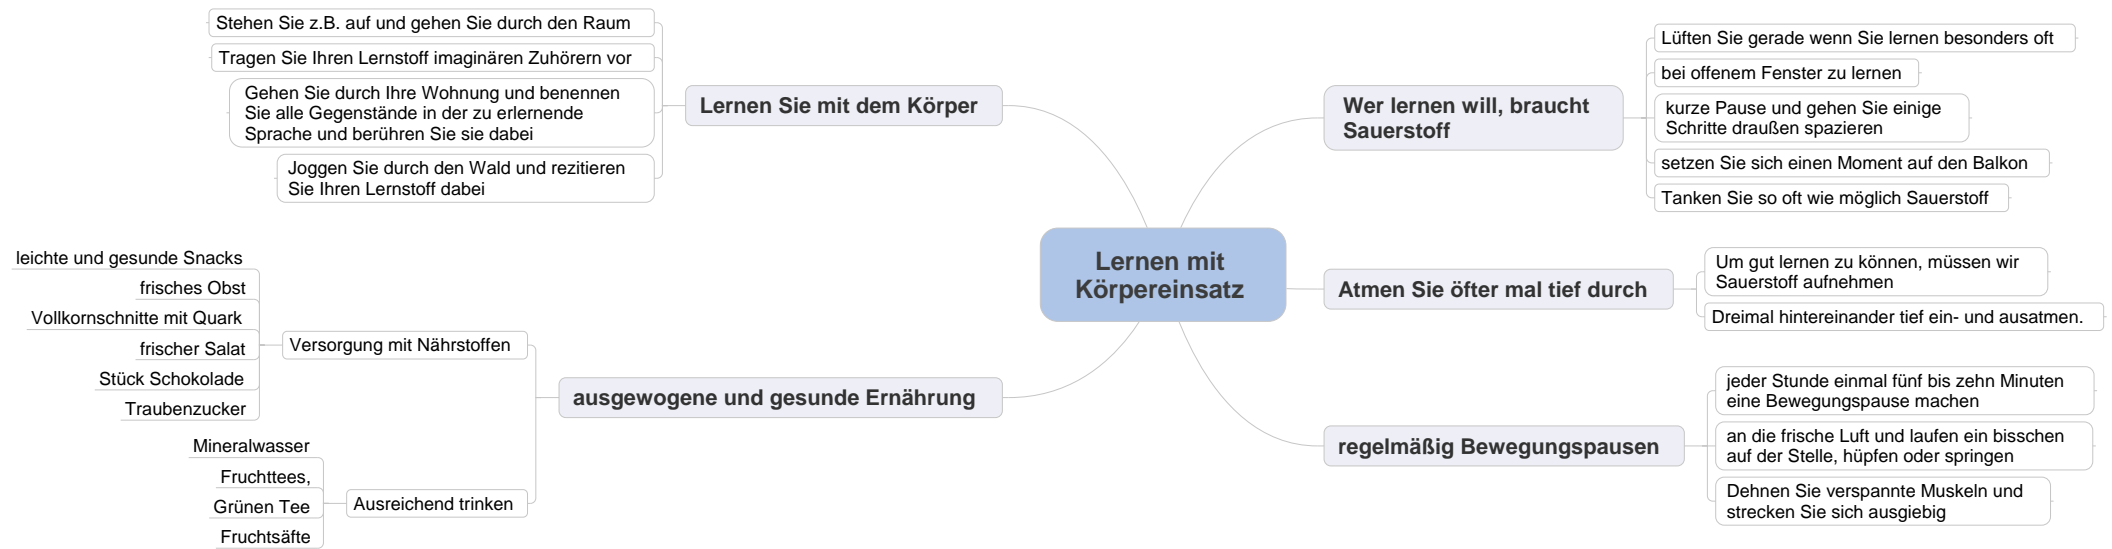 Lernen mit
Körpereinsatz
Wer lernen will, braucht
Sauerstoff
Lüften Sie gerade wenn Sie lernen besonders oft
bei offenem Fenster zu lernen
kurze Pause und gehen Sie einige
Schritte draußen spazieren
setzen Sie sich einen Moment auf den Balkon
Tanken Sie so oft wie möglich Sauerstoff
Atmen Sie öfter mal tief durch
Um gut lernen zu können, müssen wir
Sauerstoff aufnehmen
Dreimal hintereinander tief ein- und ausatmen.
regelmäßig Bewegungspausen
jeder Stunde einmal fünf bis zehn Minuten
eine Bewegungspause machen
an die frische Luft und laufen ein bisschen
auf der Stelle, hüpfen oder springen
Dehnen Sie verspannte Muskeln und
strecken Sie sich ausgiebig
Lernen Sie mit dem Körper
Stehen Sie z.B. auf und gehen Sie durch den Raum
Tragen Sie Ihren Lernstoff imaginären Zuhörern vor
Gehen Sie durch Ihre Wohnung und benennen
Sie alle Gegenstände in der zu erlernende
Sprache und berühren Sie sie dabei
Joggen Sie durch den Wald und rezitieren
Sie Ihren Lernstoff dabei
ausgewogene und gesunde Ernährung
Versorgung mit Nährstoffen
leichte und gesunde Snacks
frisches Obst
Vollkornschnitte mit Quark
frischer Salat
Stück Schokolade
Traubenzucker
Ausreichend trinken
Mineralwasser
Fruchttees,
Grünen Tee
Fruchtsäfte